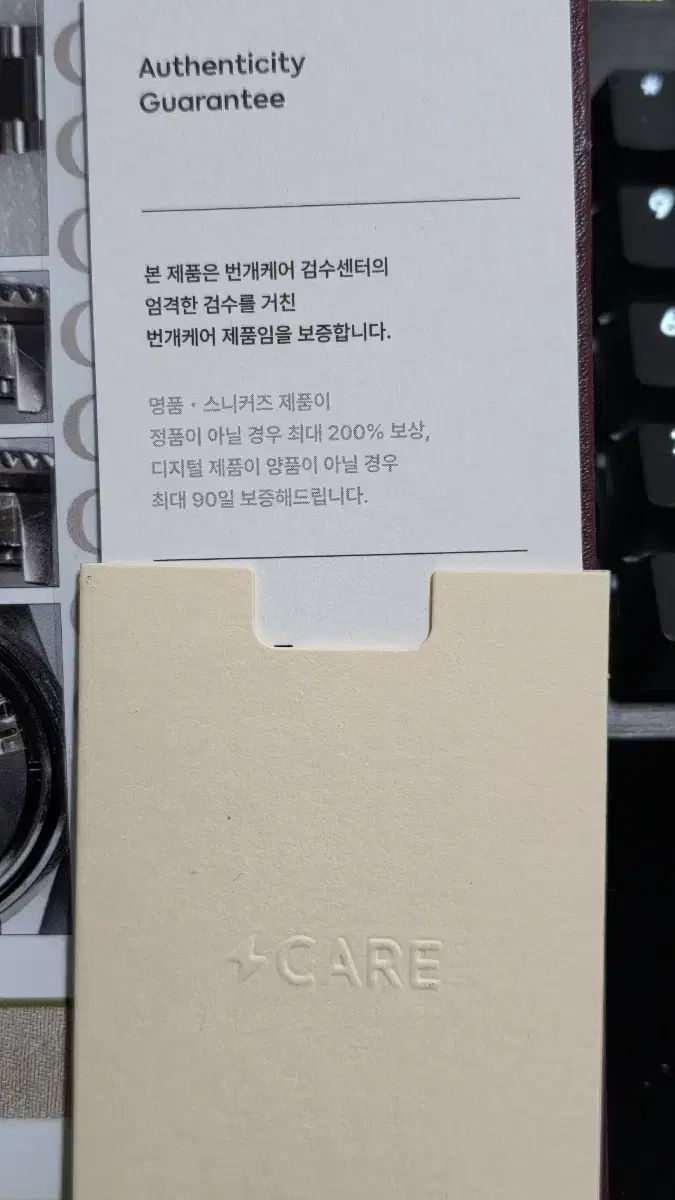 Authenticity
Guarantee
본 제품은 번개케어 검수센터의
엄격한 검수를 거친
번개케어 제품임을 보증합니다.
명품・스니커즈 제품이
정품이 아닐 경우 최대 200% 보상,
디지털 제품이 양품이 아닐 경우
최대 90일 보증해드립니다.
CARE
*
9